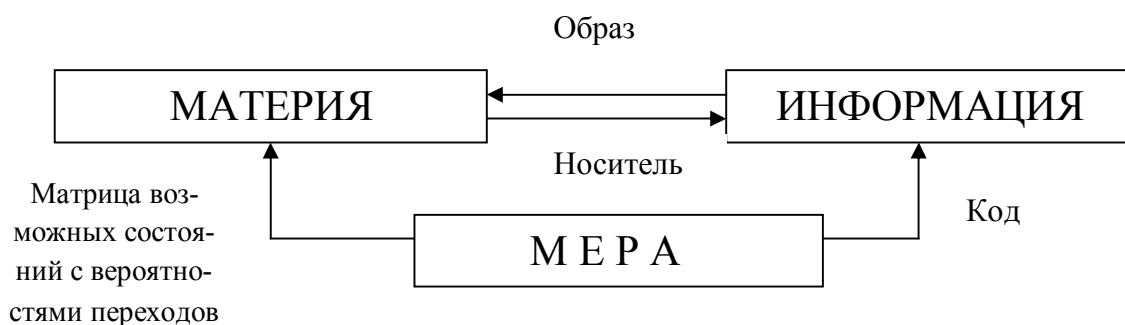 Образ
МАТЕРИЯ
ИНФОРМАЦИЯ
Носитель
Матрица воз-
можных состоя-
ний с вероятно-
стями переходов
Код
М Е Р А